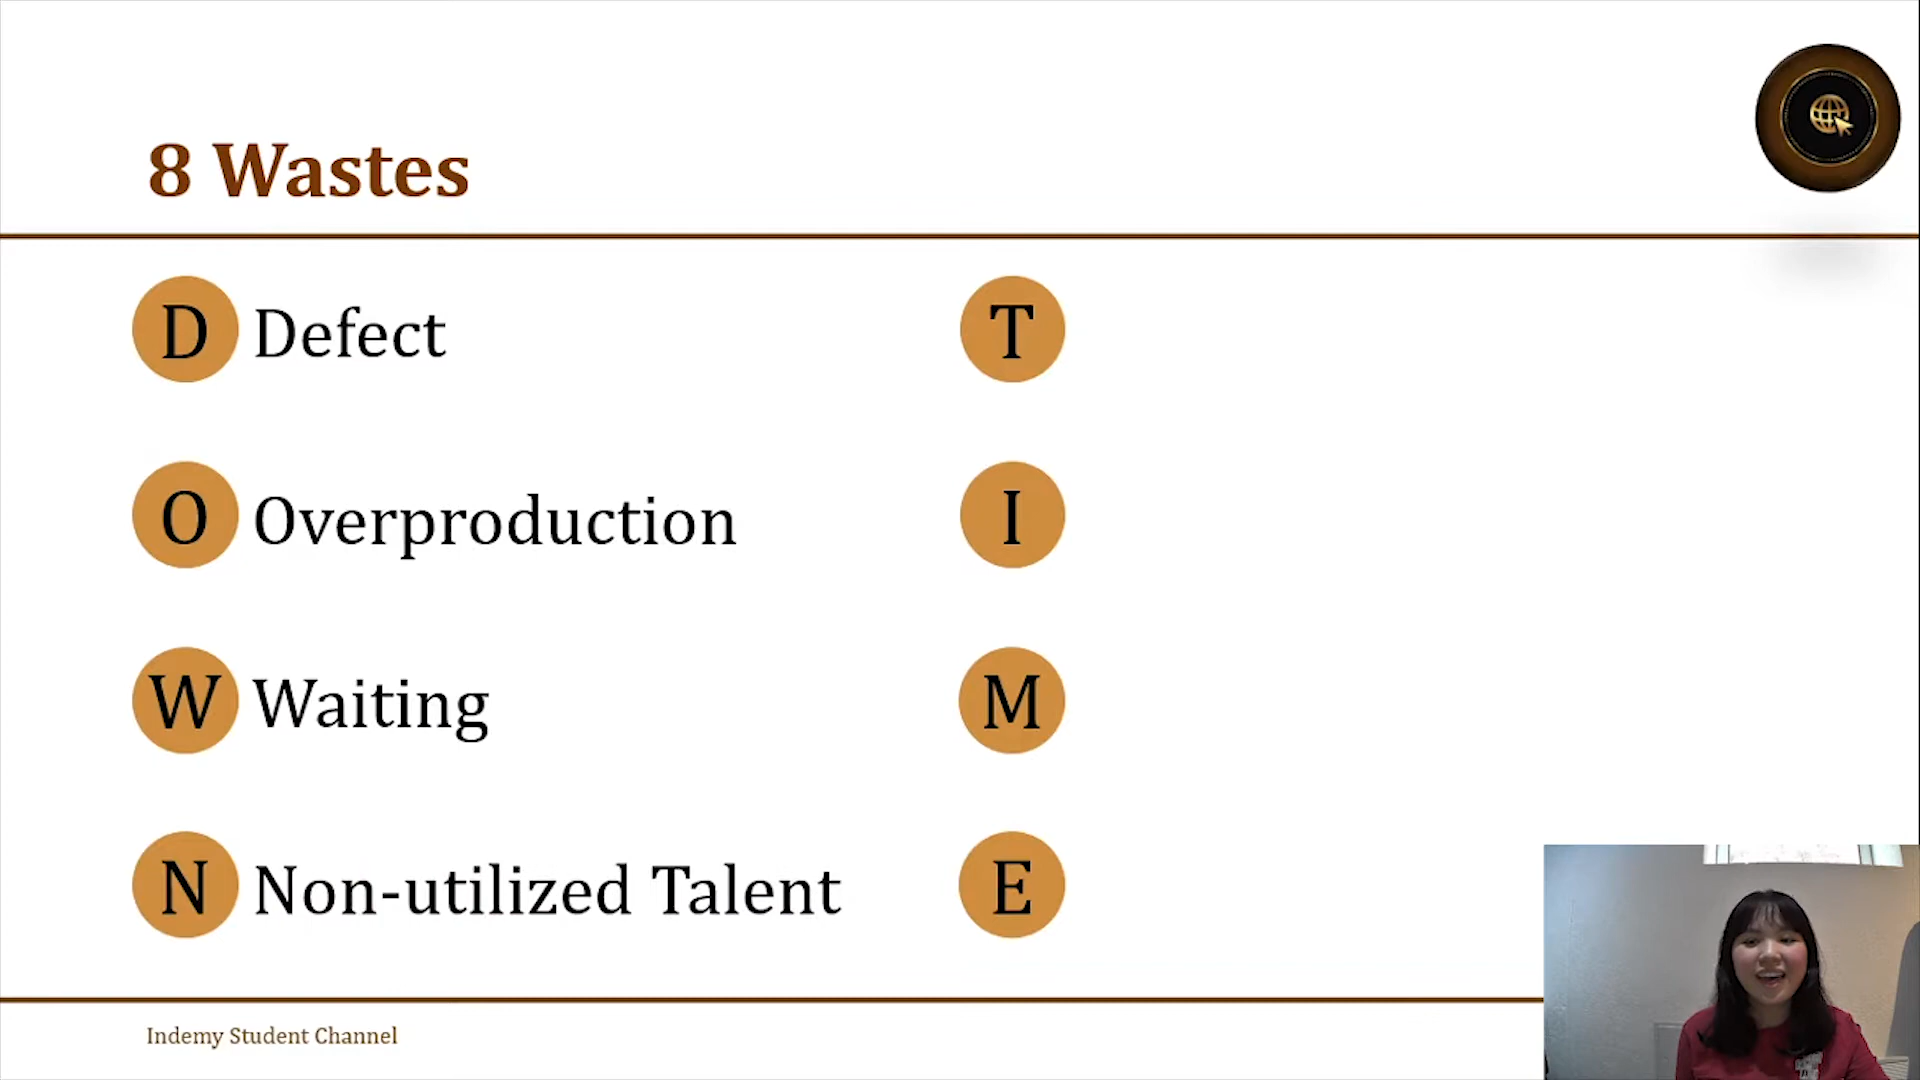 8 Wastes
D Defect
O Overproduction
W Waiting
N Non-utilized Talent
T
I
M
E
Indemy Student Channel